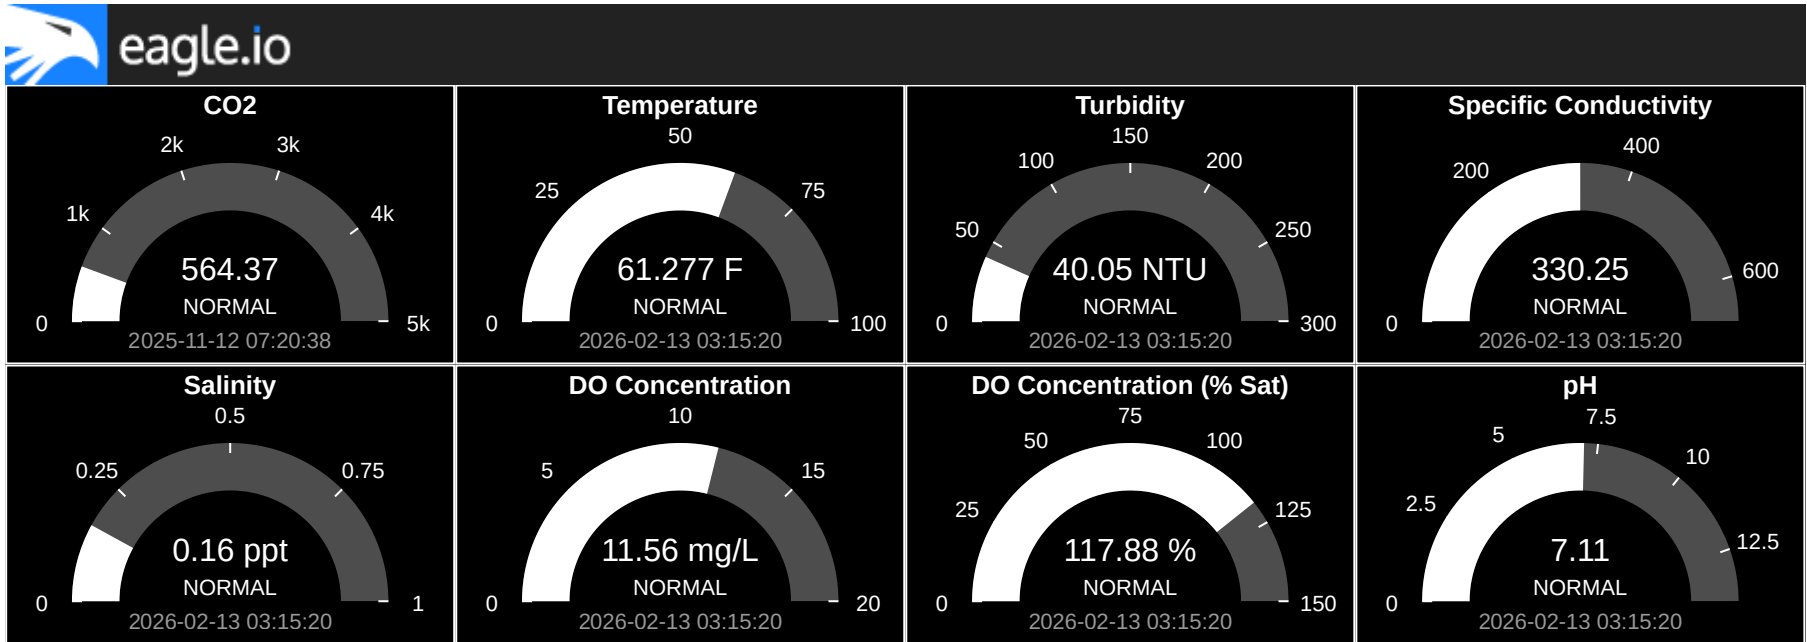 eagle.io
CO2
2k
3k
1k
4k
0
5k
564.37
NORMAL
2025-11-12 07:20:38
Temperature
50
25
75
0
100
61.277 F
NORMAL
2026-02-13 03:15:20
Turbidity
150
100
200
50
250
0
300
40.05 NTU
NORMAL
2026-02-13 03:15:20
Specific Conductivity
400
200
600
0
330.25
NORMAL
2026-02-13 03:15:20
Salinity
0.5
0.25
0.75
0
1
0.16 ppt
NORMAL
2026-02-13 03:15:20
DO Concentration
10
5
15
0
20
11.56 mg/L
NORMAL
2026-02-13 03:15:20
DO Concentration (% Sat)
75
50
100
25
125
0
150
117.88 %
NORMAL
2026-02-13 03:15:20
pH
7.5
5
10
2.5
12.5
0
7.11
NORMAL
2026-02-13 03:15:20